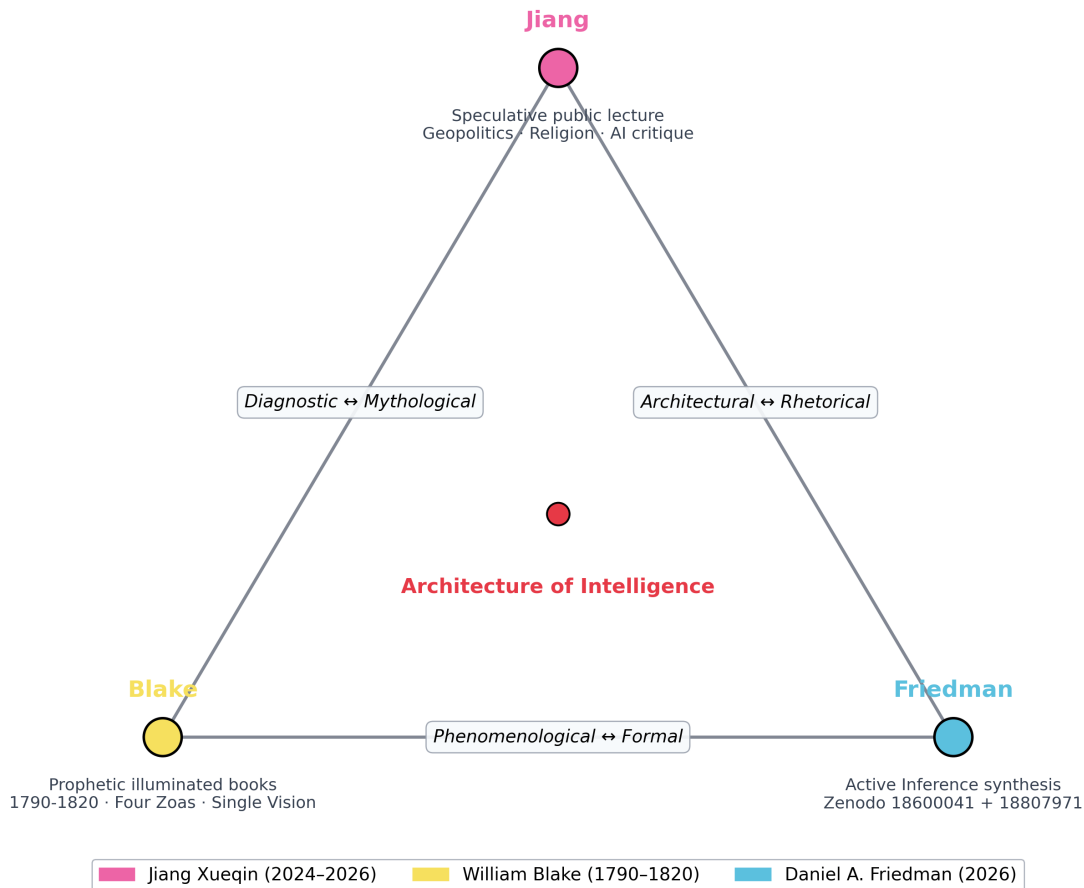 Jiang
Speculative public lecture
Geopolitics · Religion · AI critique
Diagnostic ↔ Mythological
Architectural ↔ Rhetorical
Architecture of Intelligence
Blake
Friedman
Phenomenological ↔ Formal
Prophetic illuminated books
1790-1820 · Four Zoas · Single Vision
Active Inference synthesis
Zenodo 18600041 + 18807971
Jiang Xueqin (2024–2026)
William Blake (1790–1820)
Daniel A. Friedman (2026)